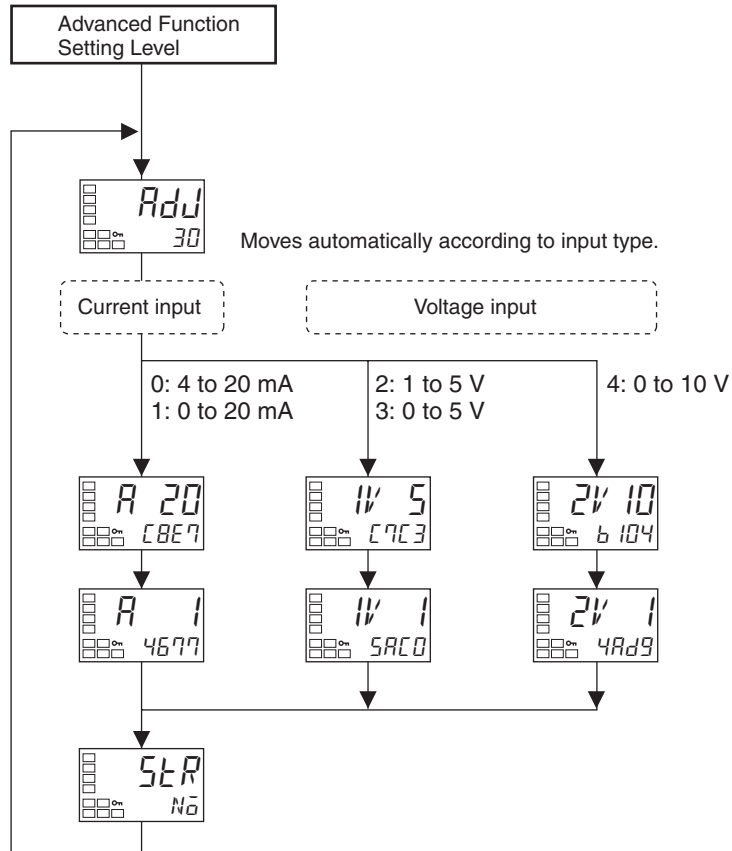 Advanced Function
Setting Level
AdJ
30
Moves automatically according to input type.
Current input
Voltage input
0: 4 to 20 mA
1: 0 to 20 mA
2: 1 to 5 V
3: 0 to 5 V
4: 0 to 10 V
A 20
C8E7
1V 5
C7C3
2V 10
b104
A 1
4677
1V 1
5AC0
2V 1
4Ad9
StR
No